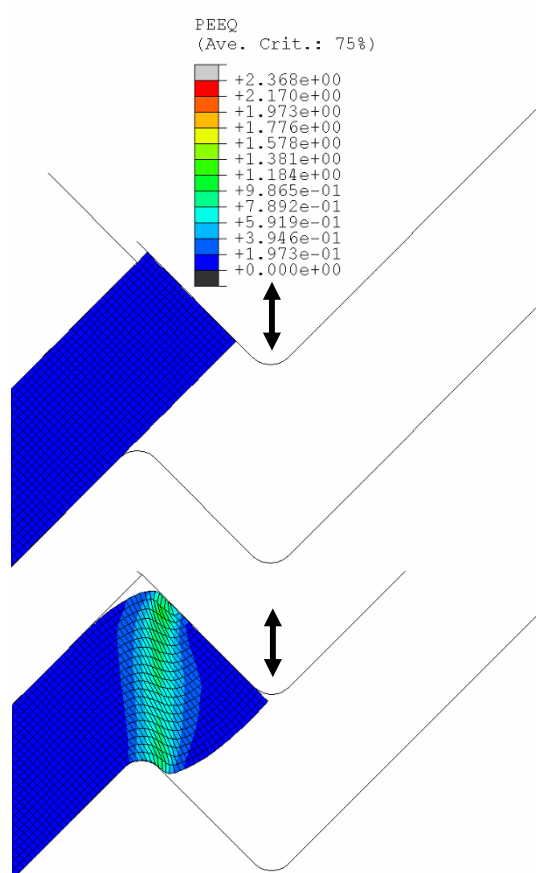 PEEQ
(Ave. Crit.: 75%)
+2.368e+00
+2.170e+00
+1.973e+00
+1.776e+00
+1.578e+00
+1.381e+00
+1.184e+00
+9.865e-01
+7.892e-01
+5.919e-01
+3.946e-01
+1.973e-01
+0.000e+00